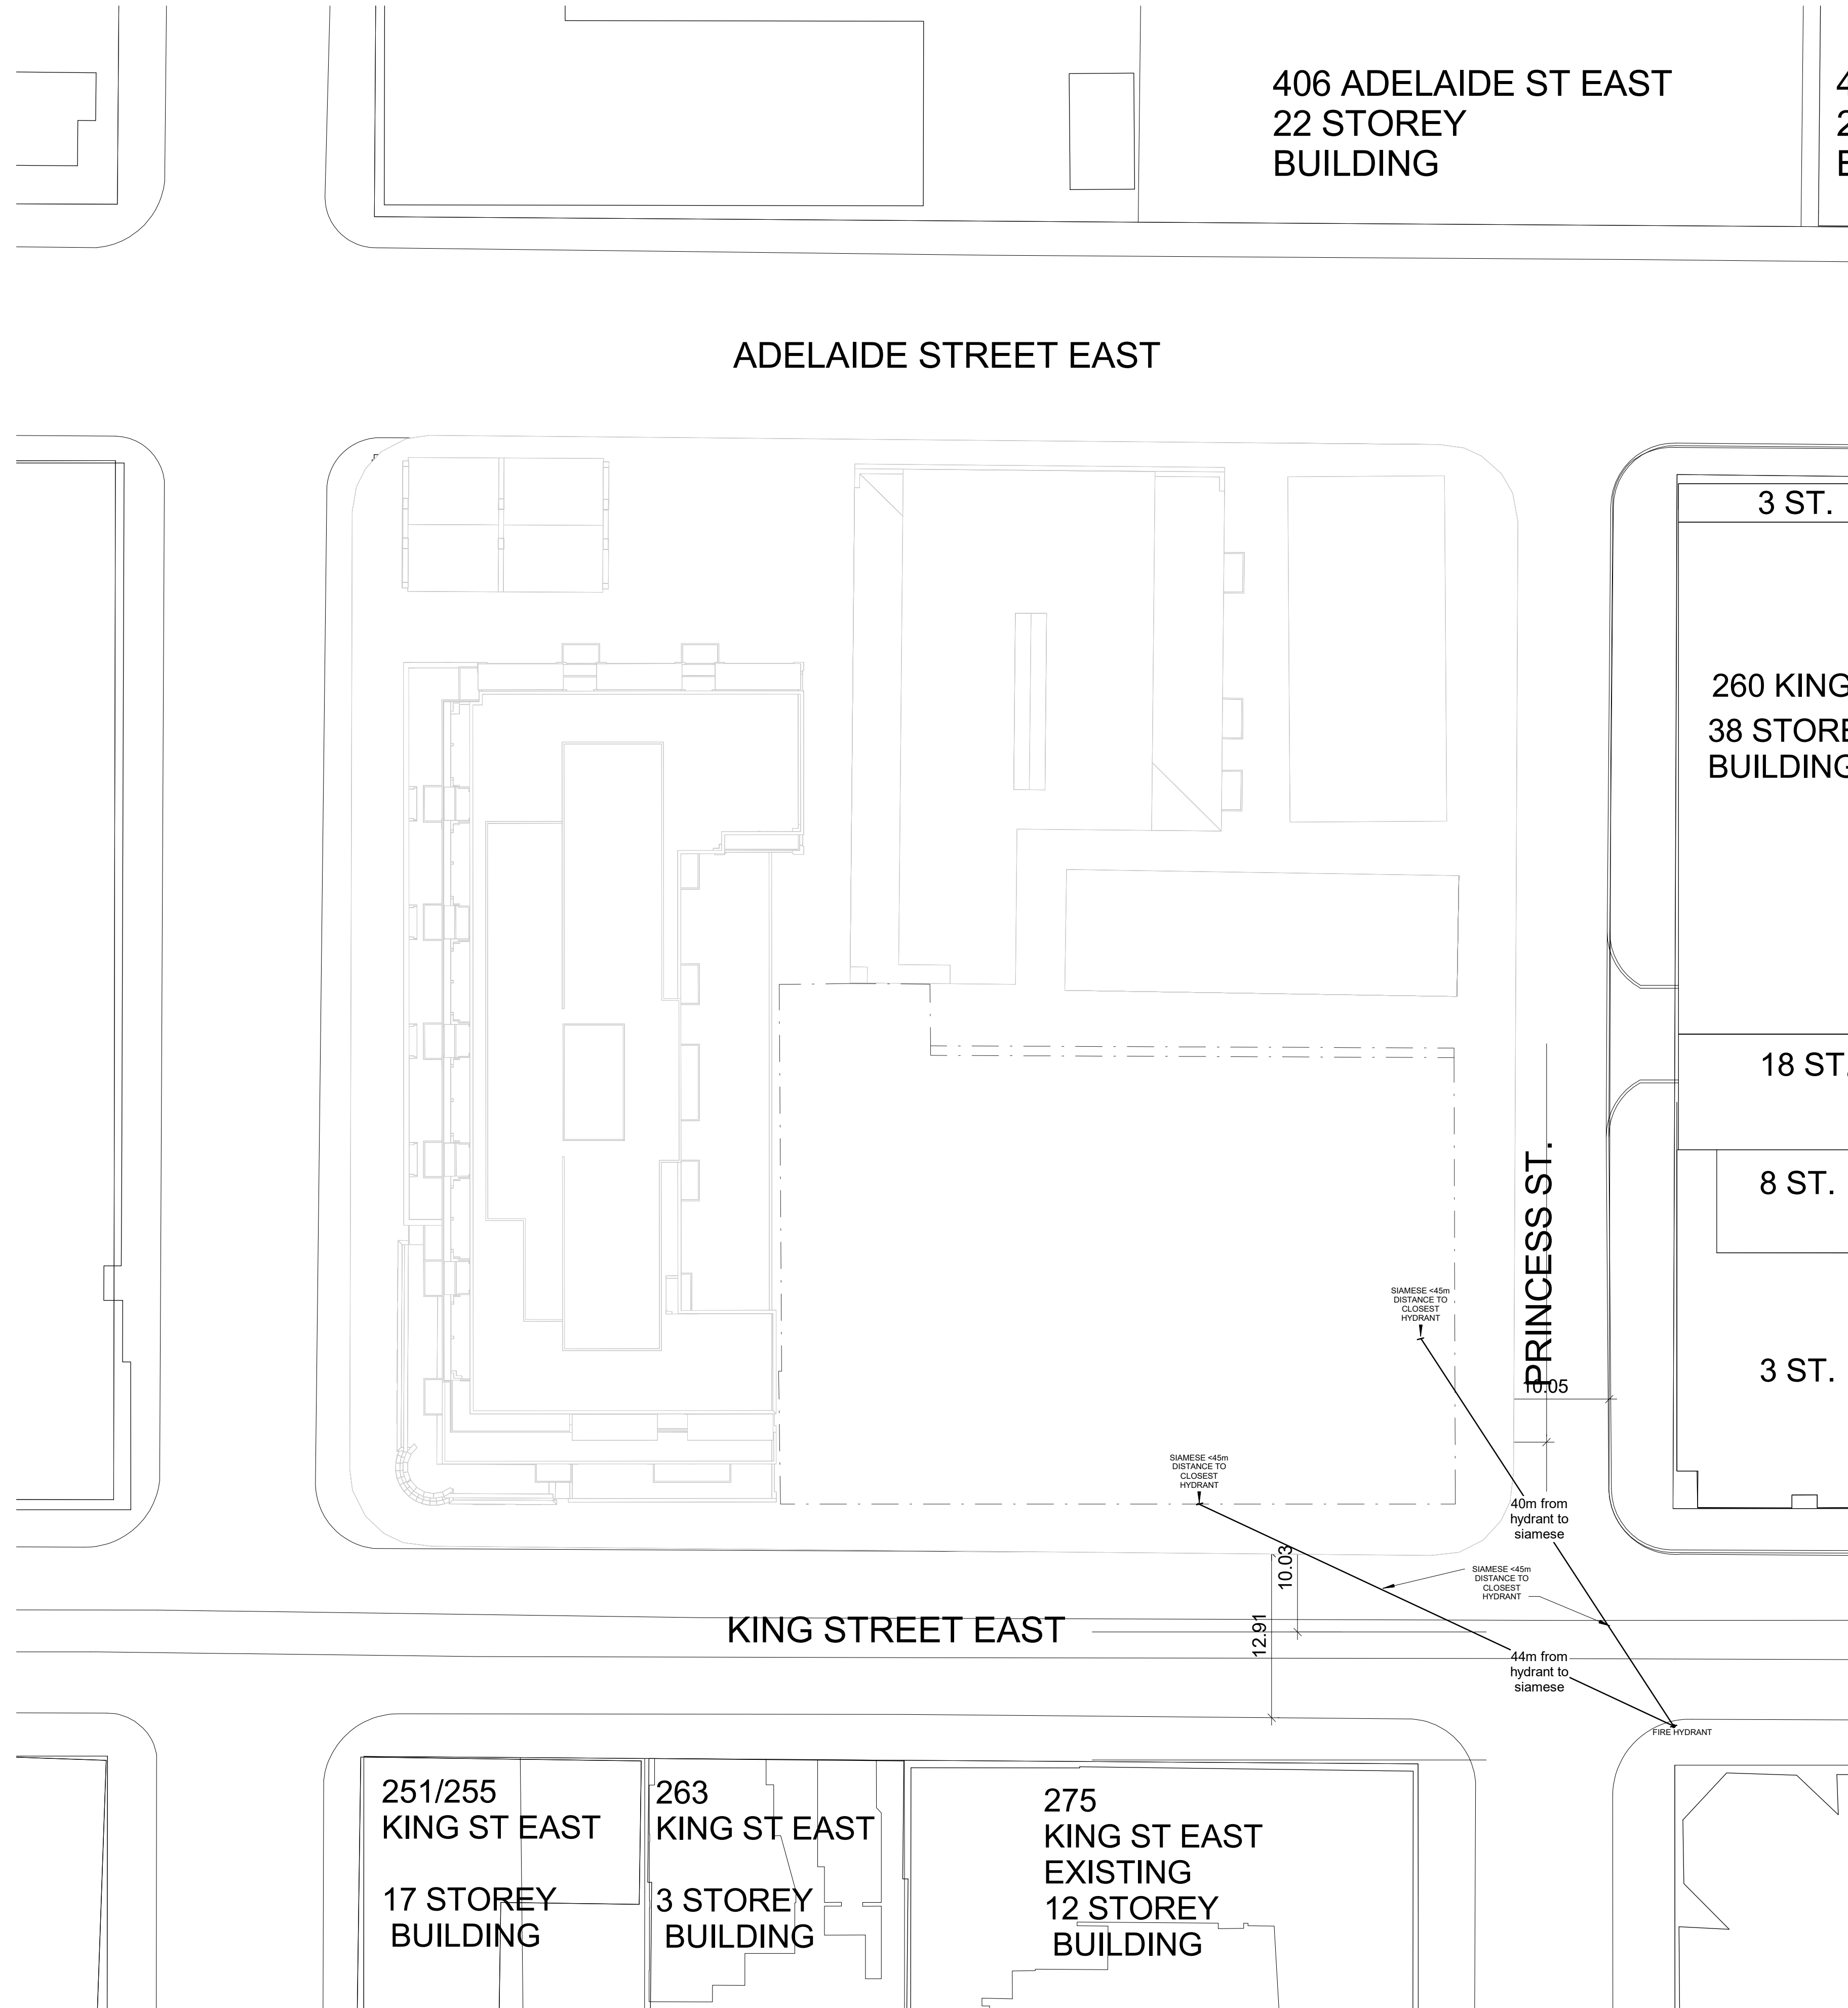 406 ADELAIDE ST EAST
22 STOREY
BUILDING
4
2
ADELAIDE STREET EAST
3 ST.
260 KING
38 STORE
BUILDING
18 ST.
8 ST.
3 ST.
PRINCESS ST.
10.05
SIAMESE <45m
DISTANCE TO
CLOSEST
HYDRANT
SIAMESE <45m
DISTANCE TO
CLOSEST
HYDRANT
40m from
hydrant to
siamese
SIAMESE <45m
DISTANCE TO
CLOSEST
HYDRANT
10.03
12.91
KING STREET EAST
44m from
hydrant to
siamese
FIRE HYDRANT
251/255
KING ST EAST
17 STOREY
BUILDING
263
KING ST EAST
3 STOREY
BUILDING
275
KING ST EAST
EXISTING
12 STOREY
BUILDING